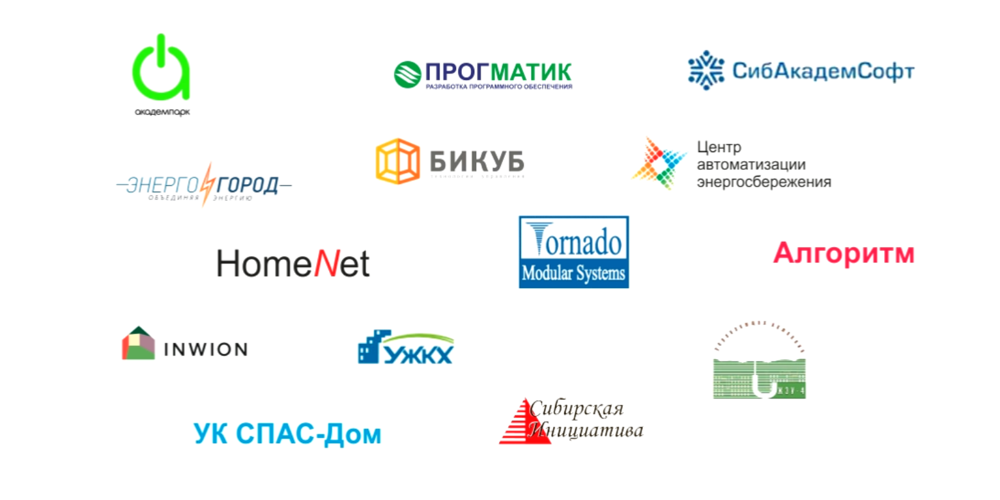 академпарк
ПРОГМАТИК
РАЗРАБОТКА ПРОГРАММНОГО ОБЕСПЕЧЕНИЯ
СибАкадемСофт
ЭНЕРГОГОРОД
ОБЪЕДИНЯЯ ЭНЕРГИЮ
БИКУБ
технологии управления
Центр
автоматизации
энергосбережения
HomeNet
Tornado
Modular Systems
Алгоритм
INWION
УЖКХ
ЖЭУ-4
УК СПАС-Дом
Сибирская
Инициатива